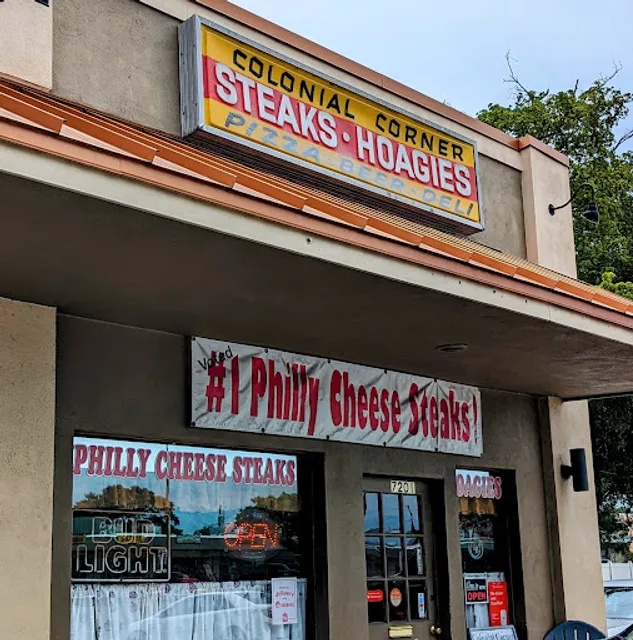 COLONIAL CORNER
STEAKS • HOAGIES
PIZZA • BEER • DELI
Voted
#1 Philly Cheese Steaks!
PHILLY CHEESE STEAKS
7201
OAGIES
BUD
LIGHT
OPEN
OPEN